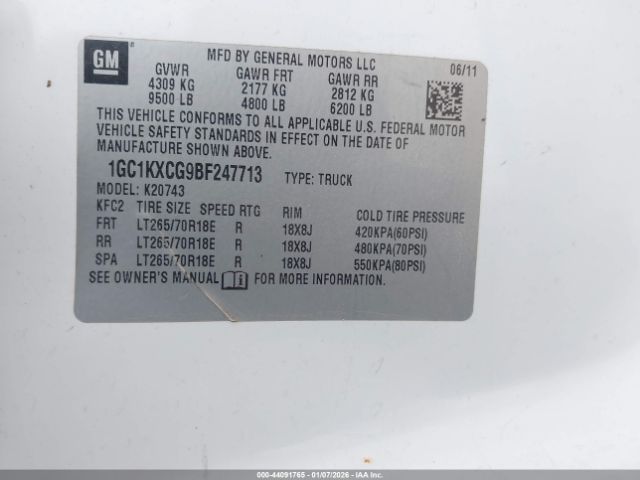 GM
MFD BY GENERAL MOTORS LLC
06/11
GVWR GAWR FRT GAWR RR
4309 KG 2177 KG 2812 KG
9500 LB 4800 LB 6200 LB
THIS VEHICLE CONFORMS TO ALL APPLICABLE U.S. FEDERAL MOTOR
VEHICLE SAFETY STANDARDS IN EFFECT ON THE DATE OF
MANUFACTURE SHOWN ABOVE.
1GC1KXCG9BF247713 TYPE: TRUCK
MODEL: K20743
KFC2 TIRE SIZE SPEED RTG RIM COLD TIRE PRESSURE
FRT LT265/70R18E R 18X8J 420KPA(60PSI)
RR LT265/70R18E R 18X8J 480KPA(70PSI)
SPA LT265/70R18E R 18X8J 550KPA(80PSI)
SEE OWNER'S MANUAL FOR MORE INFORMATION.
000-44091765 | 01/07/2026 | IAAI.COM